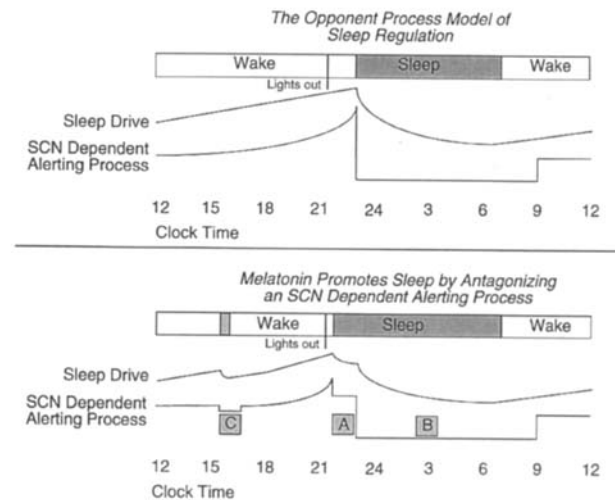 The Opponent Process Model of
Sleep Regulation
Wake Sleep Wake
Lights out
Sleep Drive
SCN Dependent
Alerting Process
12 15 18 21 24 3 6 9 12
Clock Time
Melatonin Promotes Sleep by Antagonizing
an SCN Dependent Alerting Process
Wake Sleep Wake
Lights out
Sleep Drive
SCN Dependent
Alerting Process
C A B
12 15 18 21 24 3 6 9 12
Clock Time